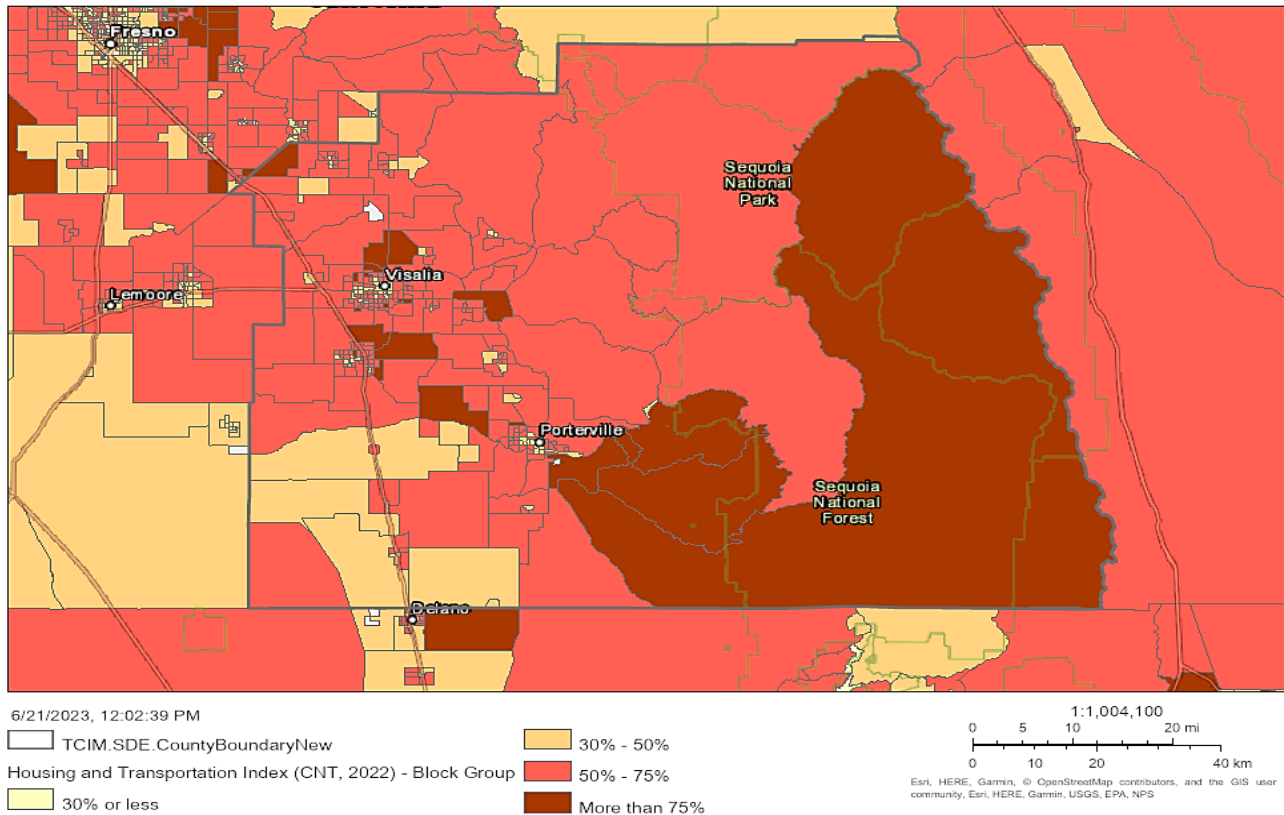 Fresno
Sequoia
National
Park
Visalia
Lemoore
Porterville
Sequoia
National
Forest
Delano
6/21/2023, 12:02:39 PM
TCIM.SDE.CountyBoundaryNew
Housing and Transportation Index (CNT, 2022) - Block Group
30% or less
30% - 50%
50% - 75%
More than 75%
1:1,004,100
0 5 10 20 mi
0 10 20 40 km
Esri, HERE, Garmin, © OpenStreetMap contributors, and the GIS user
community, Esri, HERE, Garmin, USGS, EPA, NPS